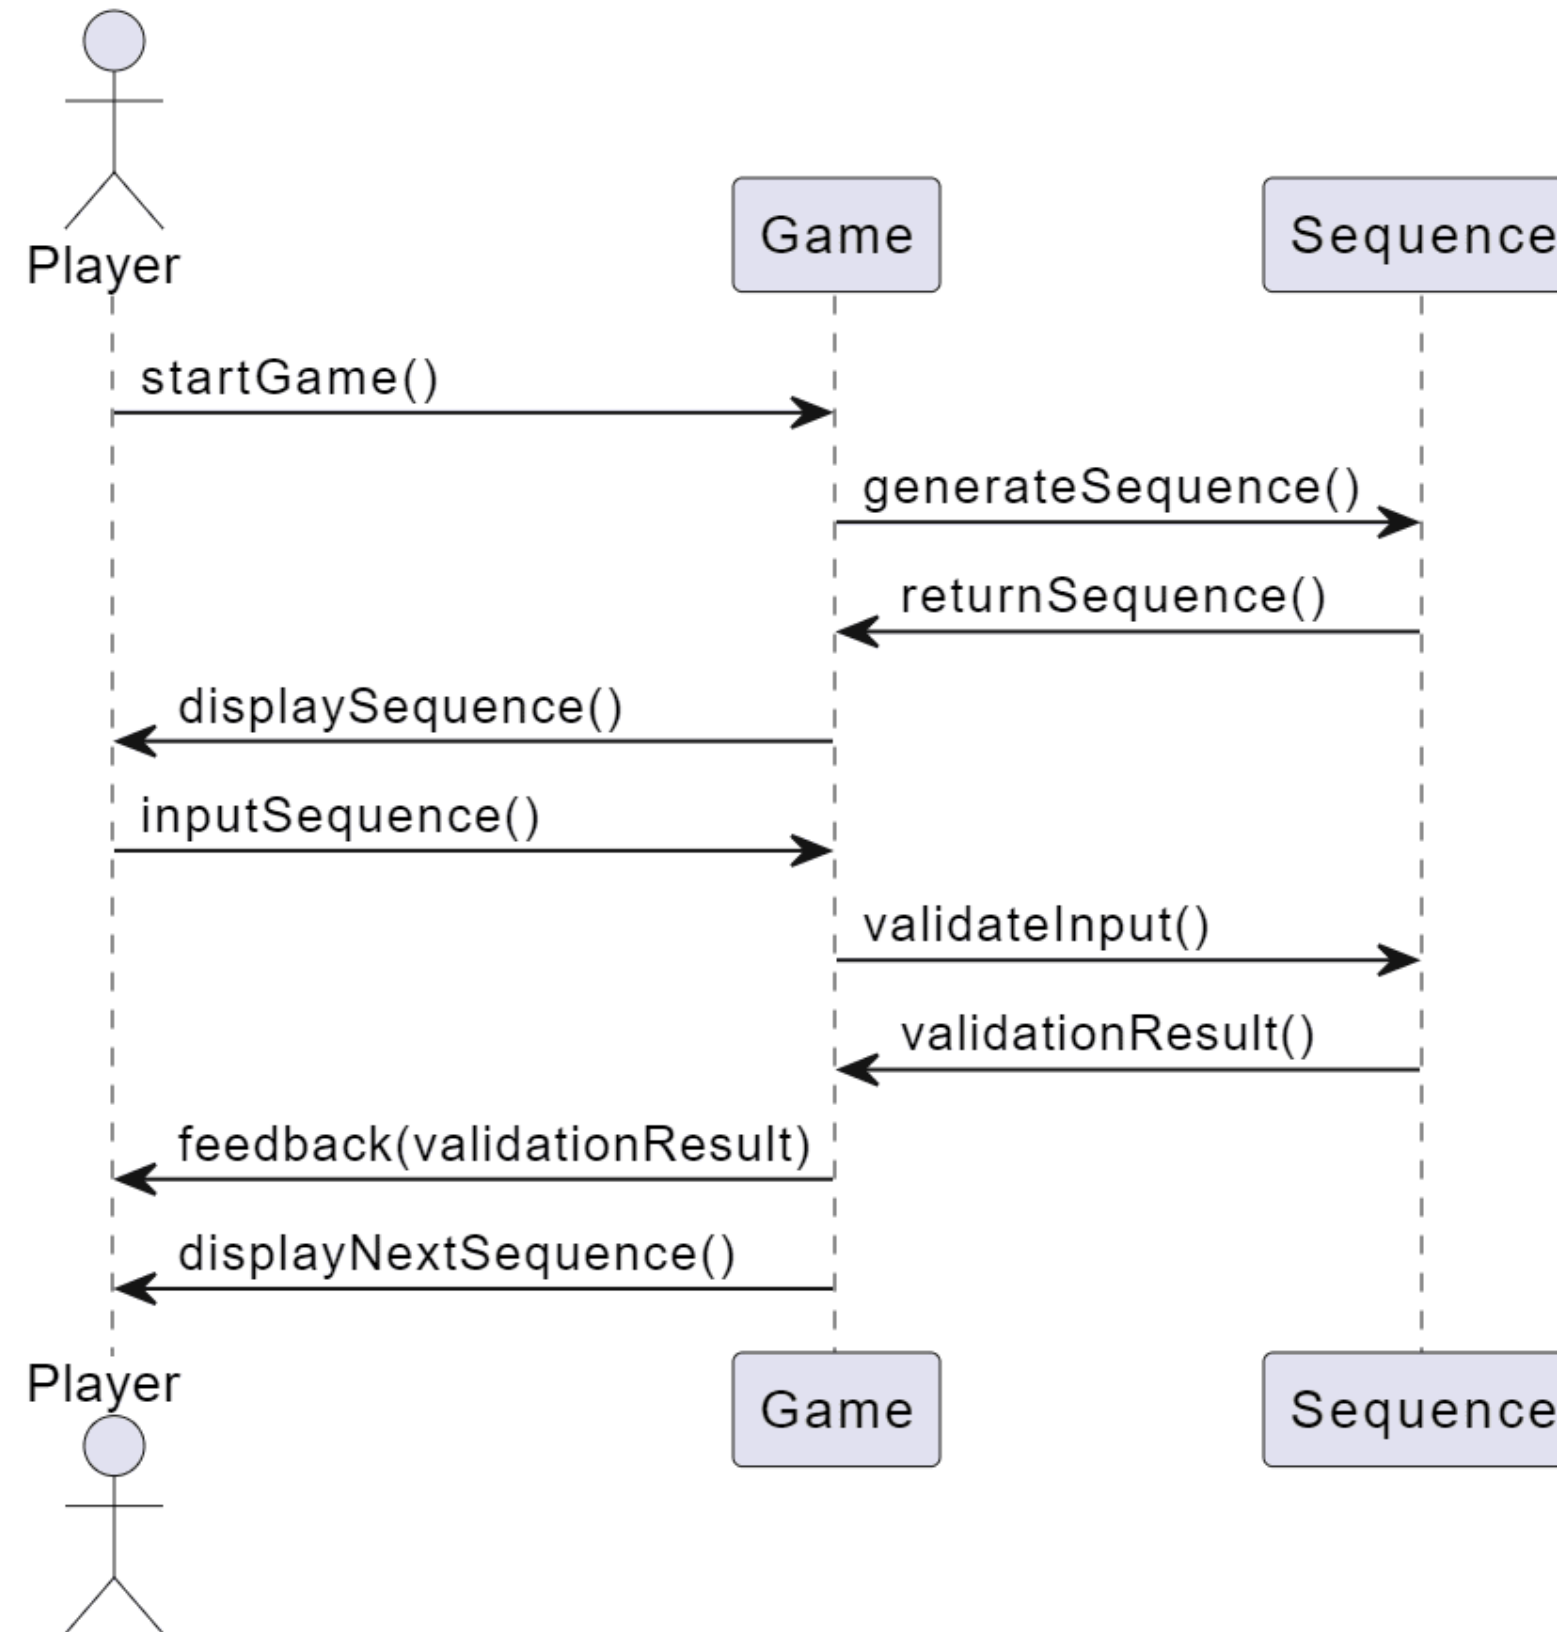 Player
Game
Sequence
startGame()
generateSequence()
returnSequence()
displaySequence()
inputSequence()
validateInput()
validationResult()
feedback(validationResult)
displayNextSequence()
Player
Game
Sequence